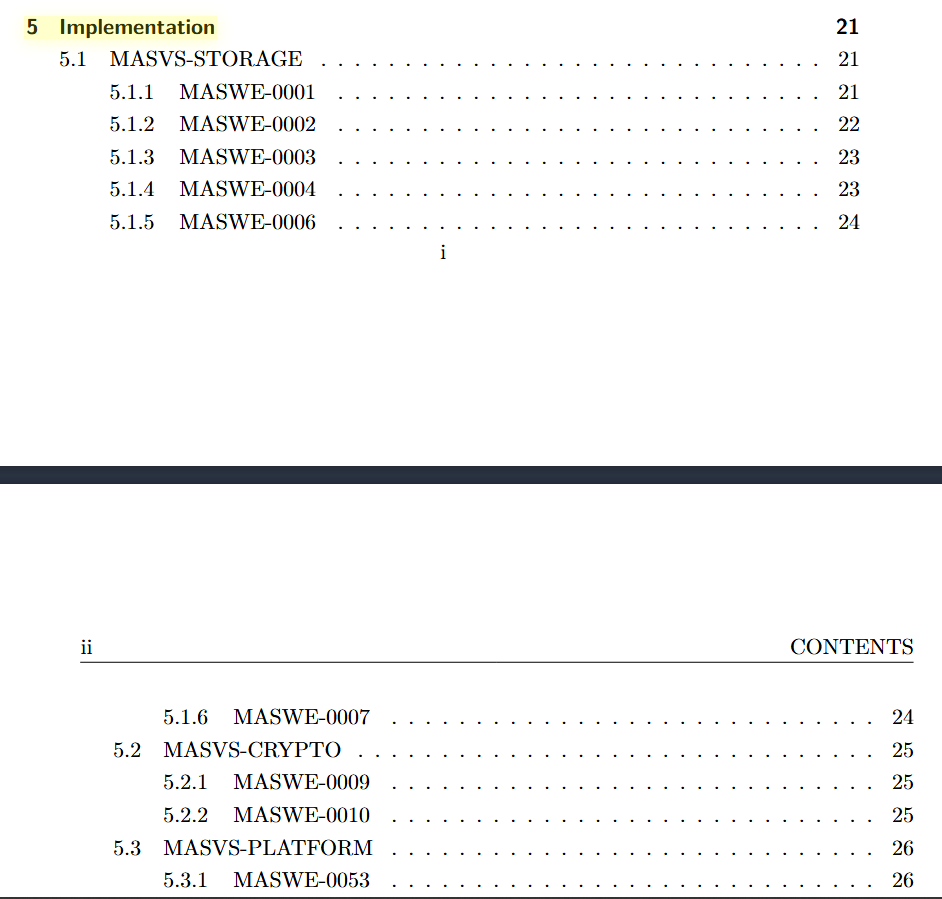 5 Implementation 21
5.1 MASVS-STORAGE . . . . . . . . . . . . . . . . . . . . . . . . . . . . . . 21
5.1.1 MASWE-0001 . . . . . . . . . . . . . . . . . . . . . . . . . . . . . 21
5.1.2 MASWE-0002 . . . . . . . . . . . . . . . . . . . . . . . . . . . . . 22
5.1.3 MASWE-0003 . . . . . . . . . . . . . . . . . . . . . . . . . . . . . 23
5.1.4 MASWE-0004 . . . . . . . . . . . . . . . . . . . . . . . . . . . . . 23
5.1.5 MASWE-0006 . . . . . . . . . . . . . . . . . . . . . . . . . . . . . 24
i
ii CONTENTS
5.1.6 MASWE-0007 . . . . . . . . . . . . . . . . . . . . . . . . . . . . . 24
5.2 MASVS-CRYPTO . . . . . . . . . . . . . . . . . . . . . . . . . . . . . . . 25
5.2.1 MASWE-0009 . . . . . . . . . . . . . . . . . . . . . . . . . . . . . 25
5.2.2 MASWE-0010 . . . . . . . . . . . . . . . . . . . . . . . . . . . . . 25
5.3 MASVS-PLATFORM . . . . . . . . . . . . . . . . . . . . . . . . . . . . . 26
5.3.1 MASWE-0053 . . . . . . . . . . . . . . . . . . . . . . . . . . . . . 26